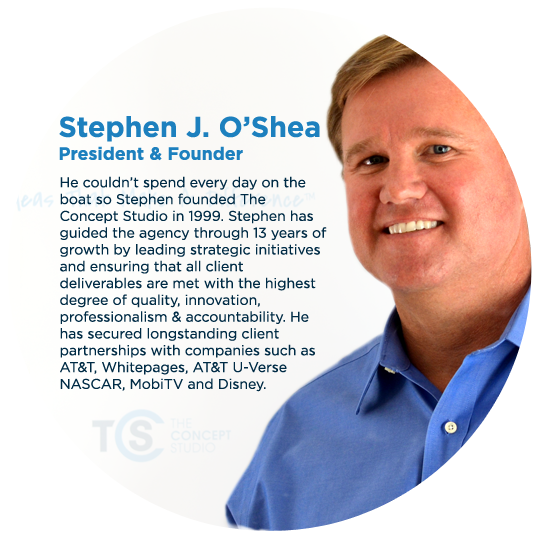 Stephen J. O’Shea
President & Founder
He couldn’t spend every day on the
boat so Stephen founded The
Concept Studio in 1999. Stephen has
guided the agency through 13 years of
growth by leading strategic initiatives
and ensuring that all client
deliverables are met with the highest
degree of quality, innovation,
professionalism & accountability. He
has secured longstanding client
partnerships with companies such as
AT&T, Whitepages, AT&T U-Verse
NASCAR, MobiTV and Disney.
TCS THE
CONCEPT
STUDIO